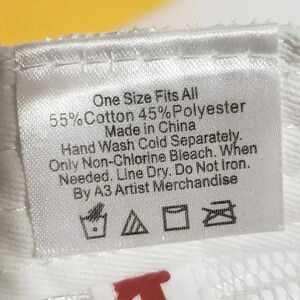 One Size Fits All
55%Cotton 45%Polyester
Made in China
Hand Wash Cold Separately.
Only Non-Chlorine Bleach. When
Needed. Line Dry. Do Not Iron.
By A3 Artist Merchandise